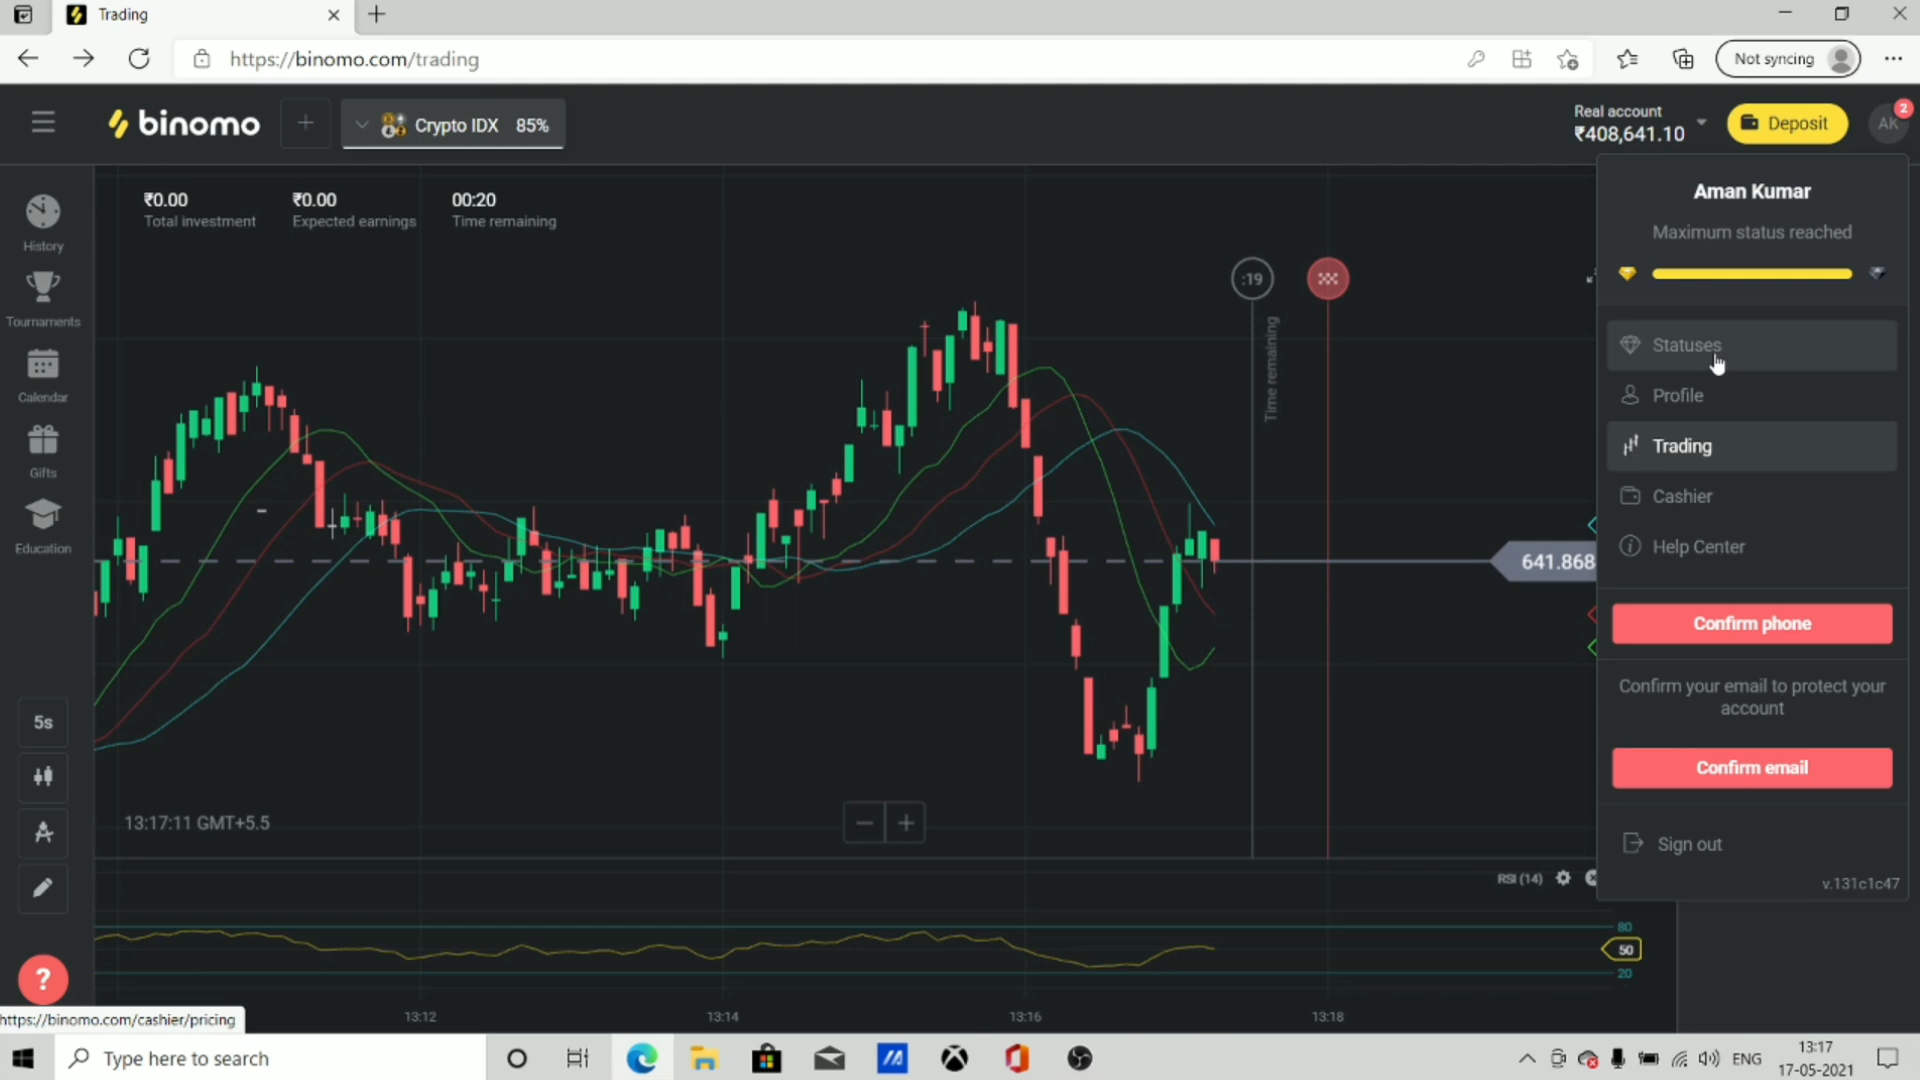 Trading
https://binomo.com/trading
Not syncing
binomo
Crypto IDX 85%
Real account
₹408,641.10
Deposit
AK
2
₹0.00
Total investment
₹0.00
Expected earnings
00:20
Time remaining
Aman Kumar
Maximum status reached
Statuses
Profile
Trading
Cashier
Help Center
Confirm phone
Confirm your email to protect your
account
Confirm email
Sign out
v.131c1c47
History
Tournaments
Calendar
Gifts
Education
5s
?
:19
Time remaining
641.868
13:17:11 GMT+5.5
RSI (14)
80
50
20
13:12
13:14
13:16
13:18
https://binomo.com/cashier/pricing
Type here to search
ENG
13:17
17-05-2021